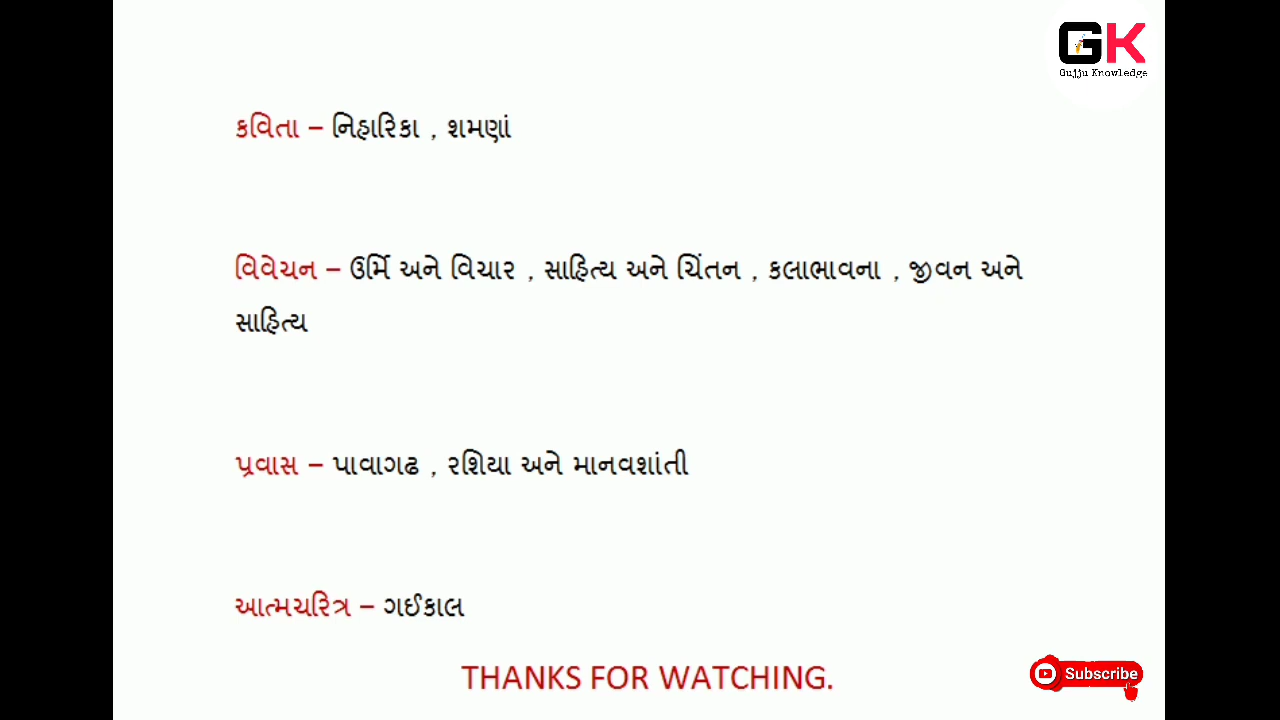 GK
Gujju Knowledge
કવિતા – નિહારિકા , શમણાં
વિવેચન – ઉર્મિ અને વિચાર , સાહિત્ય અને ચિંતન , કલાભાવના , જીવન અને
સાહિત્ય
પ્રવાસ – પાવાગઢ , રશિયા અને માનવશાંતી
આત્મચરિત્ર – ગઈકાલ
THANKS FOR WATCHING.
Subscribe